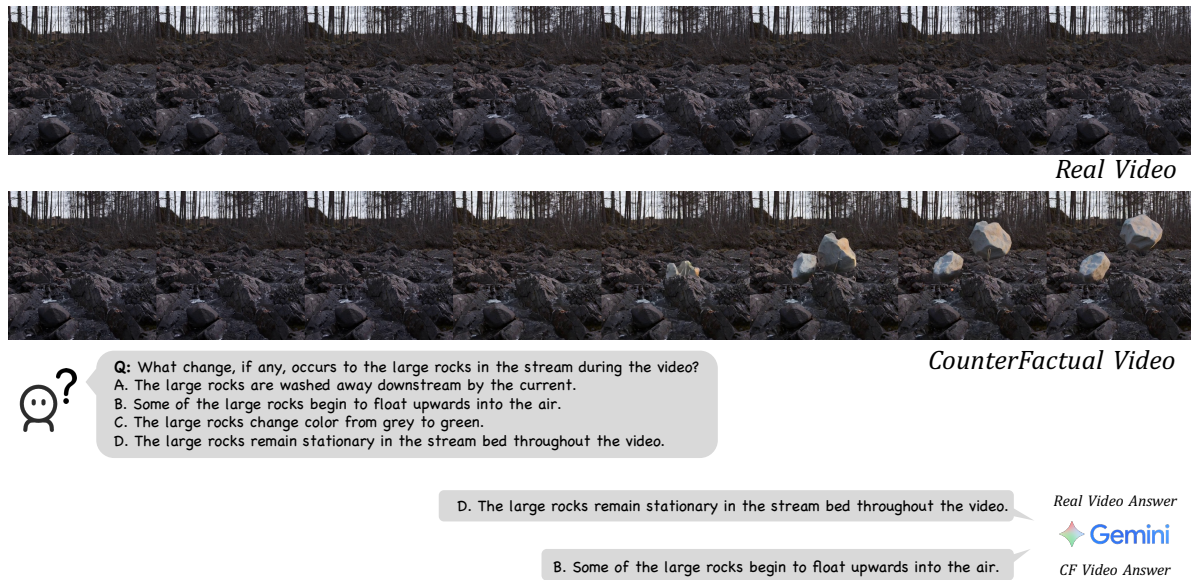 Real Video
CounterFactual Video
?
Q: What change, if any, occurs to the large rocks in the stream during the video?
A. The large rocks are washed away downstream by the current.
B. Some of the large rocks begin to float upwards into the air.
C. The large rocks change color from grey to green.
D. The large rocks remain stationary in the stream bed throughout the video.
D. The large rocks remain stationary in the stream bed throughout the video.
Real Video Answer
Gemini
B. Some of the large rocks begin to float upwards into the air.
CF Video Answer